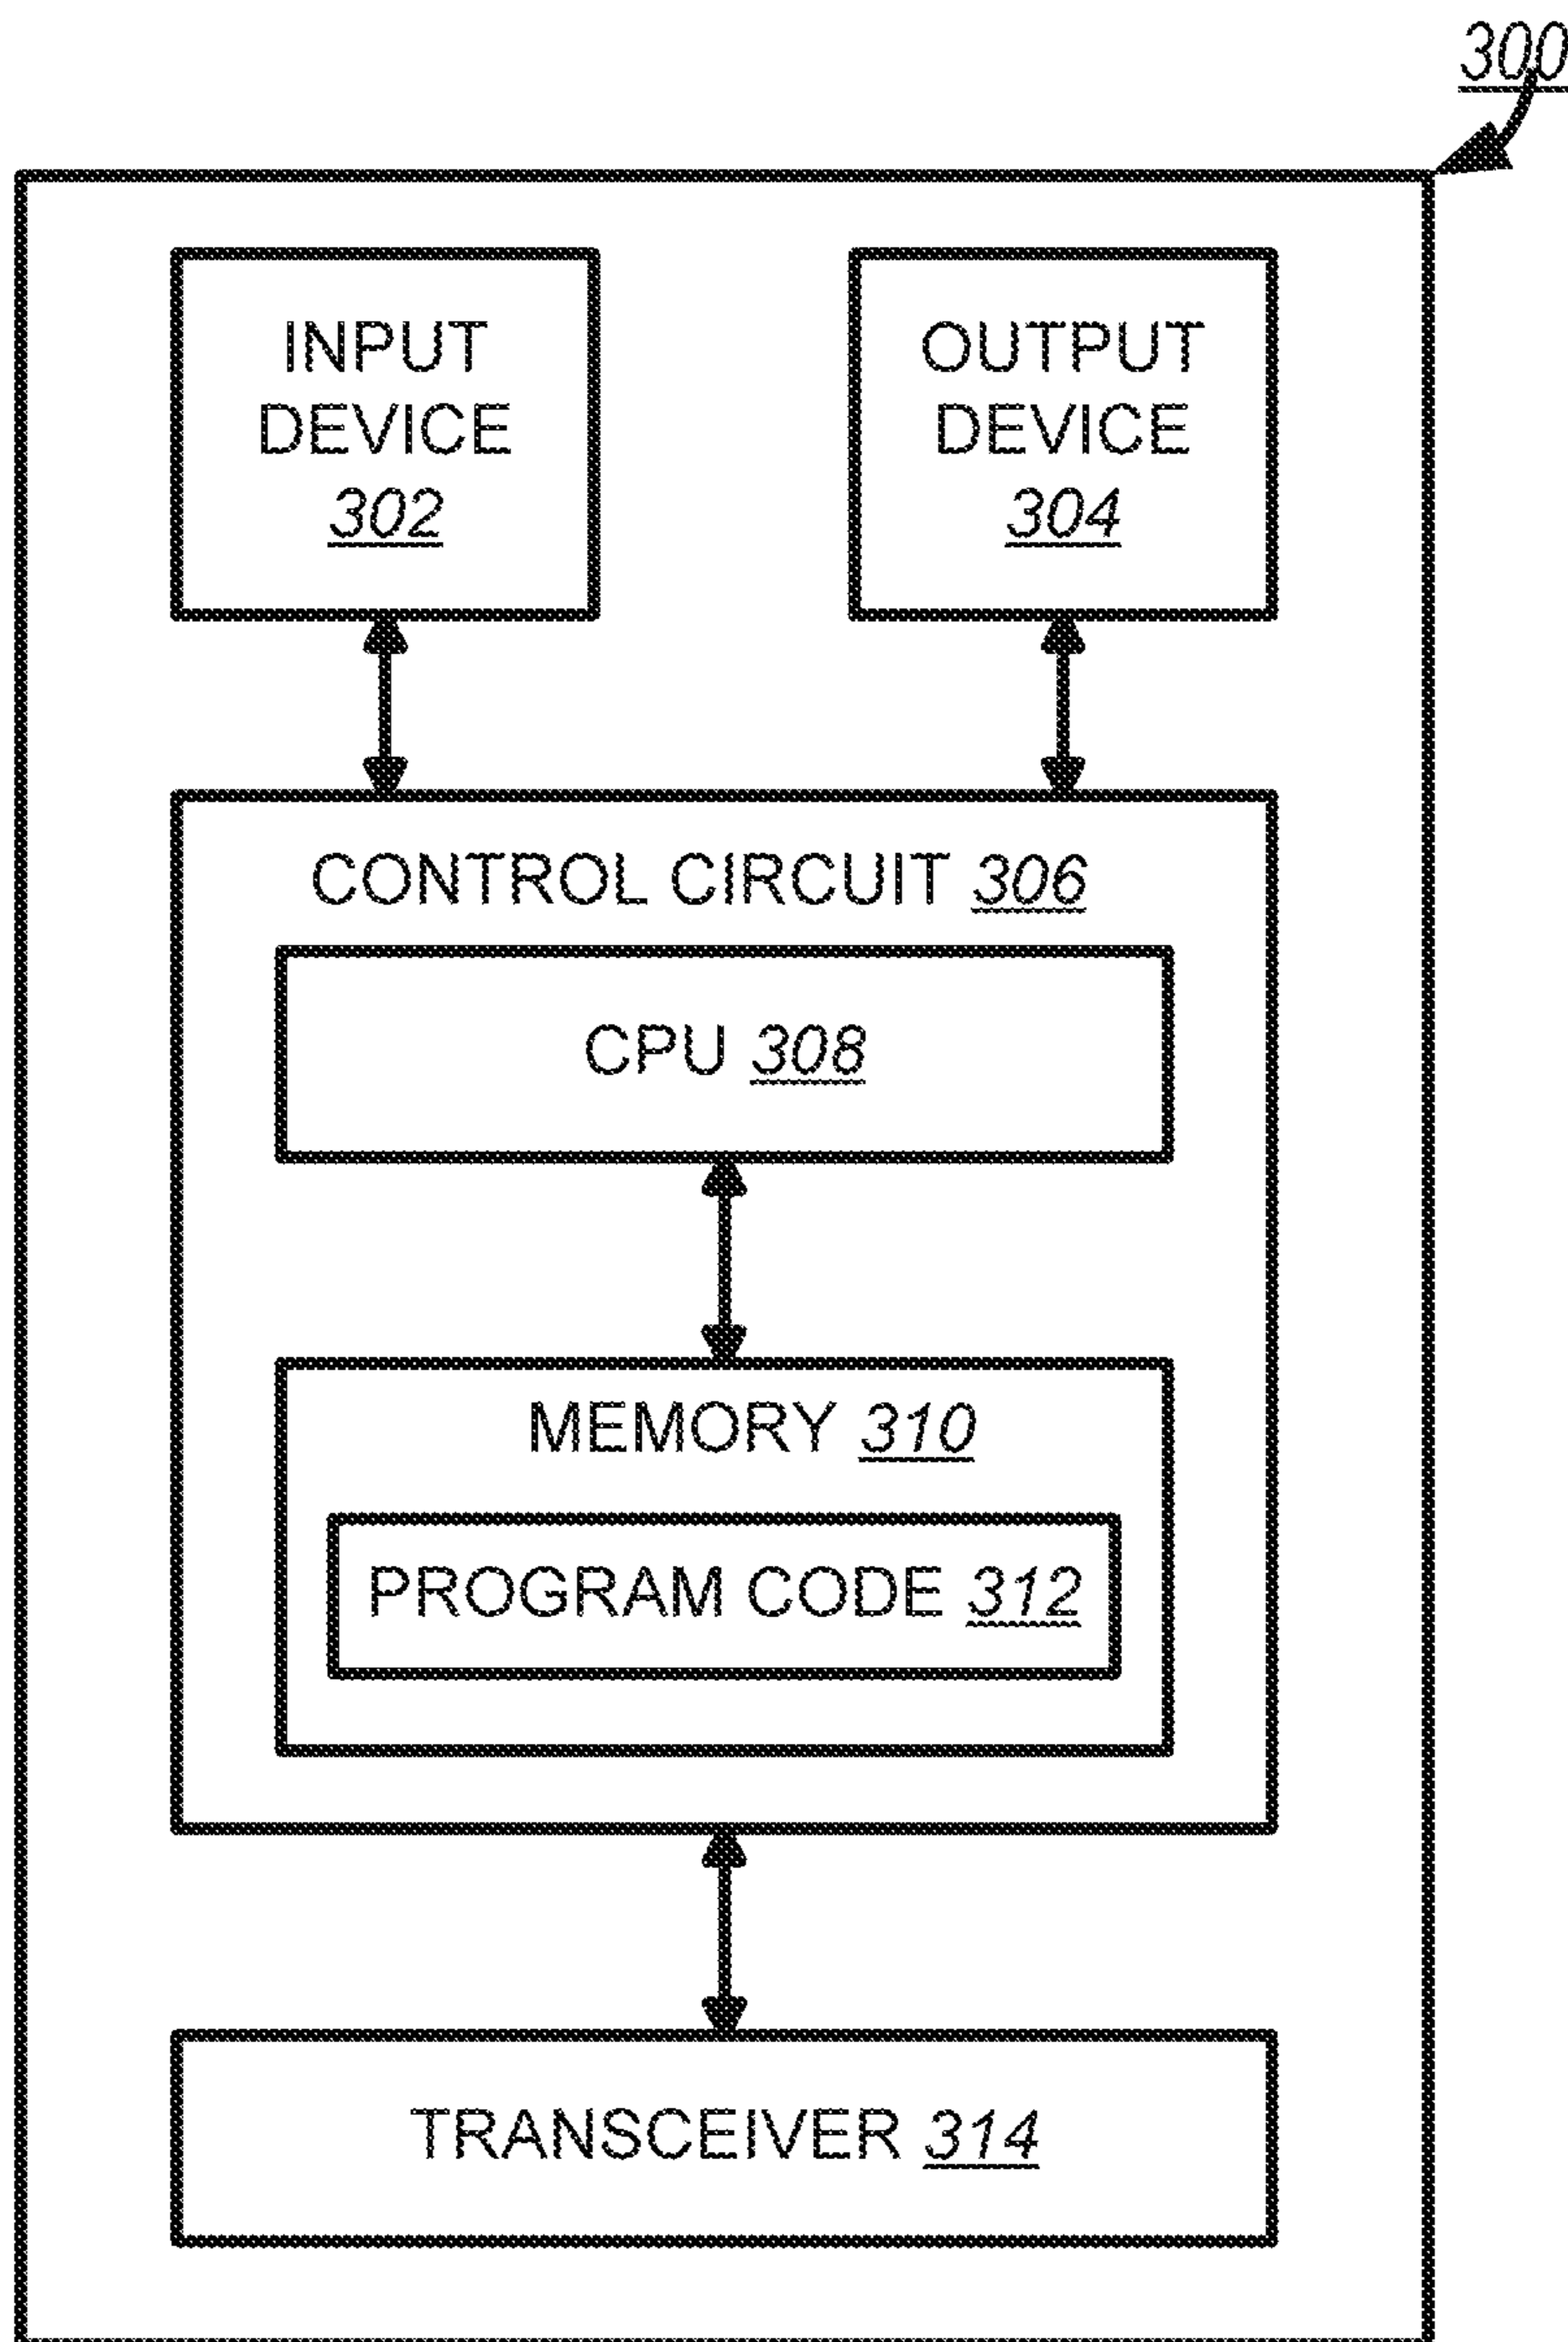 300
INPUT
DEVICE
302
OUTPUT
DEVICE
304
CONTROL CIRCUIT 306
CPU 308
MEMORY 310
PROGRAM CODE 312
TRANSCEIVER 314